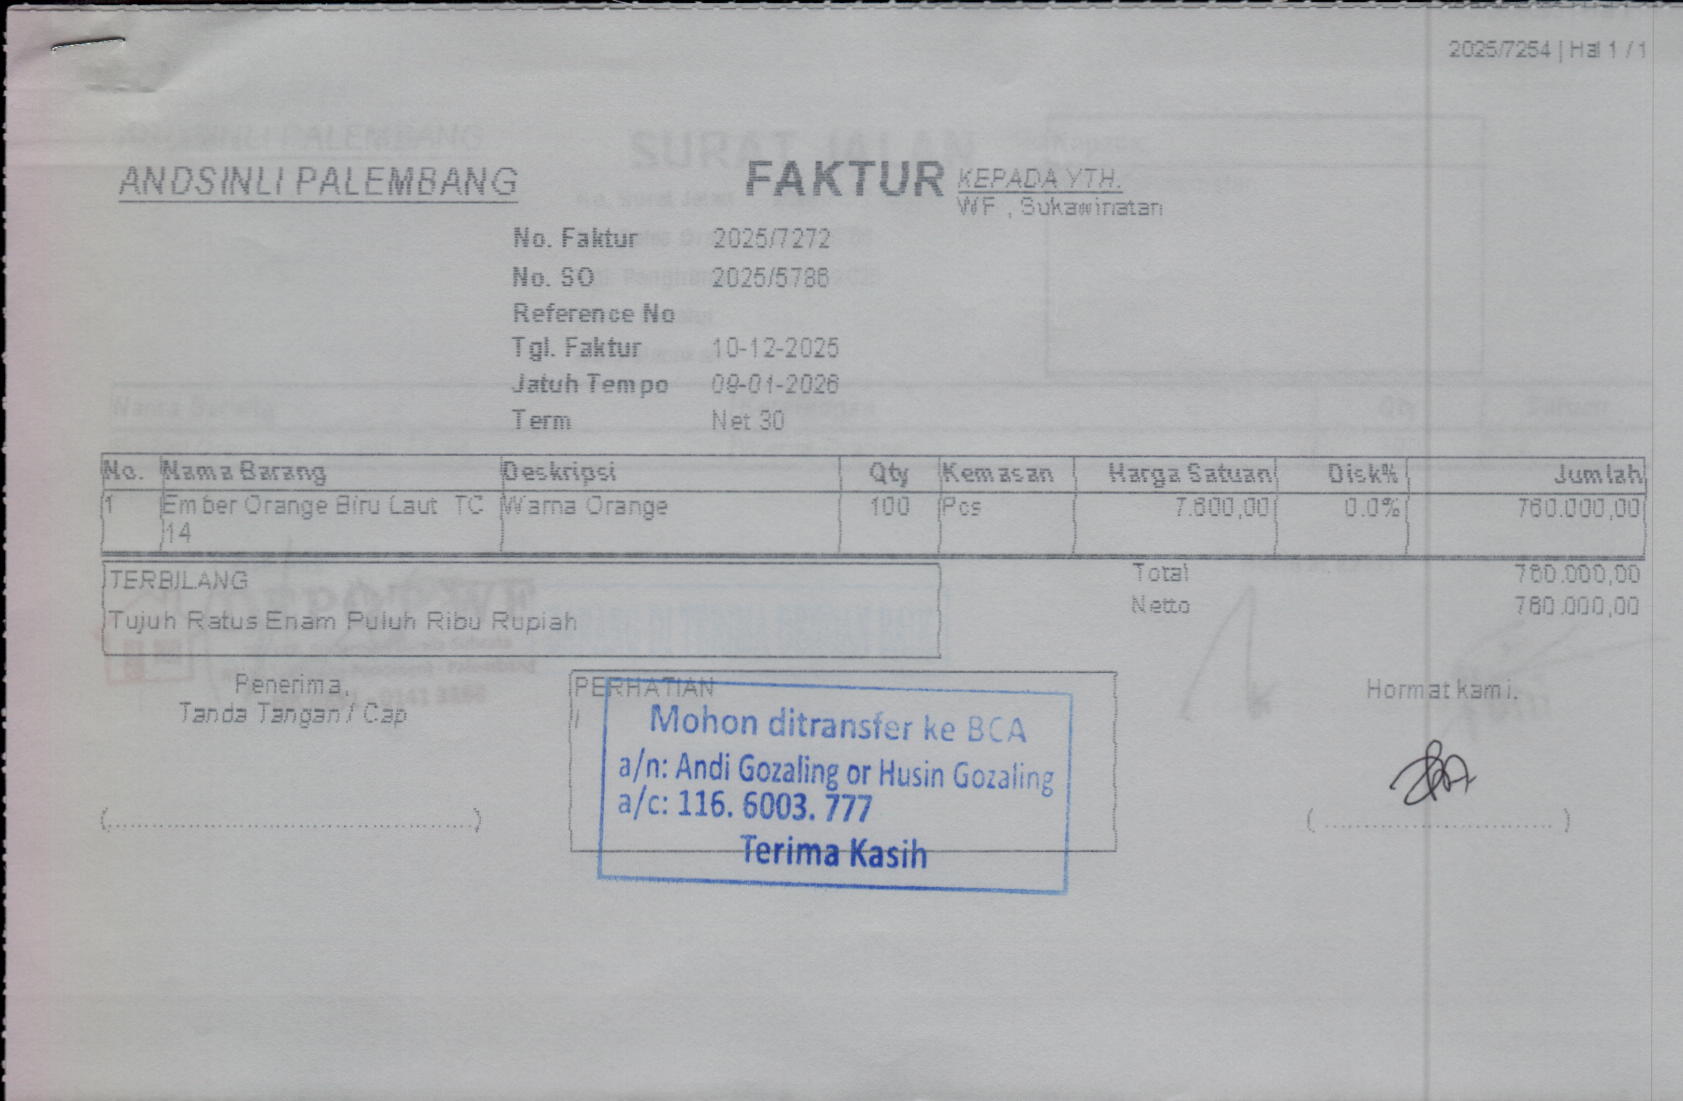 2025/7254 | Hal 1 / 1
ANDSINLI PALEMBANG
FAKTUR
KEPADA YTH.
WF , Sukawinatan
No. Faktur 2025/7272
No. SO 2025/5786
Reference No
Tgl. Faktur 10-12-2025
Jatuh Tempo 09-01-2026
Term Net 30
No. Nama Barang Deskripsi Qty Kemasan Harga Satuan Disk% Jumlah
1 Ember Orange Biru Laut TC Warna Orange 100 Pcs 7.600,00 0.0% 760.000,00
14
TERBILANG
Tujuh Ratus Enam Puluh Ribu Rupiah
Total 760.000,00
Netto 760.000,00
Penerima,
Tanda Tangan / Cap
PERHATIAN
Mohon ditransfer ke BCA
a/n: Andi Gozaling or Husin Gozaling
a/c: 116. 6003. 777
Terima Kasih
Hormat kami,
(..................................................)
( ............................... )
SURAT JALAN
ANDSINLI PALEMBANG